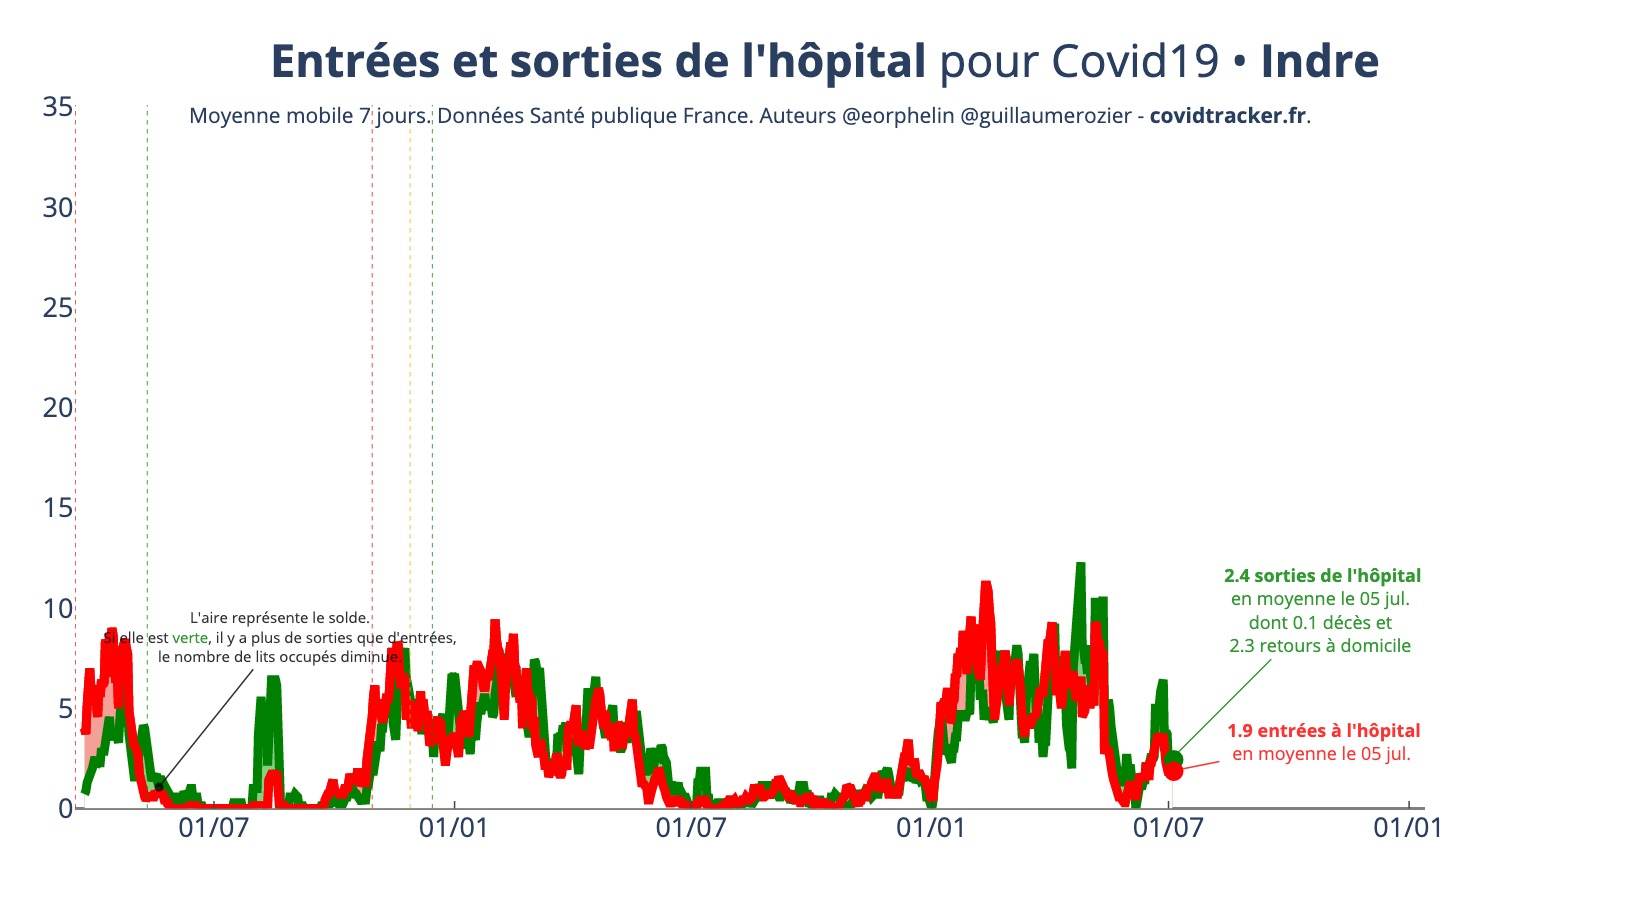 Entrées et sorties de l'hôpital pour Covid19 • Indre
Moyenne mobile 7 jours. Données Santé publique France. Auteurs @eorphelin @guillaumerozier - covidtracker.fr.
35
30
25
20
15
10
5
0
L'aire représente le solde.
Si elle est verte, il y a plus de sorties que d'entrées,
le nombre de lits occupés diminue.
2.4 sorties de l'hôpital
en moyenne le 05 jul.
dont 0.1 décès et
2.3 retours à domicile
1.9 entrées à l'hôpital
en moyenne le 05 jul.
01/07 01/01 01/07 01/01 01/07 01/01